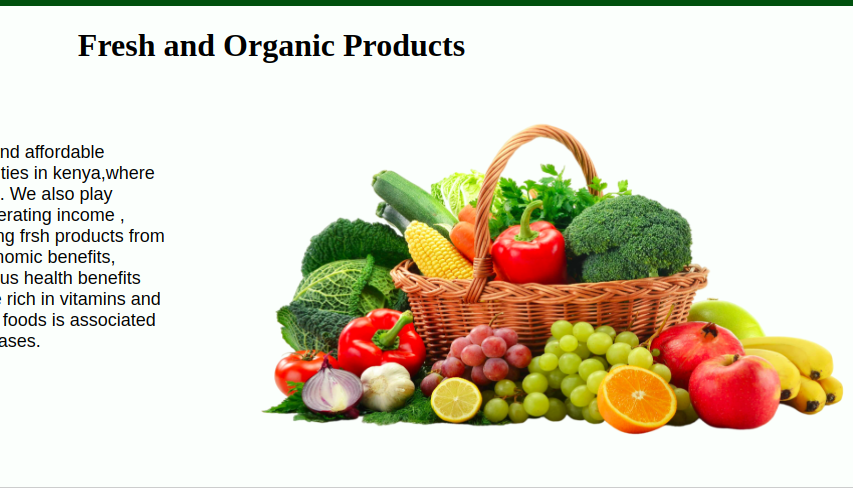 Fresh and Organic Products
nd affordable
ties in kenya,where
. We also play
erating income ,
ng frsh products from
nomic benefits,
us health benefits
e rich in vitamins and
foods is associated
ases.